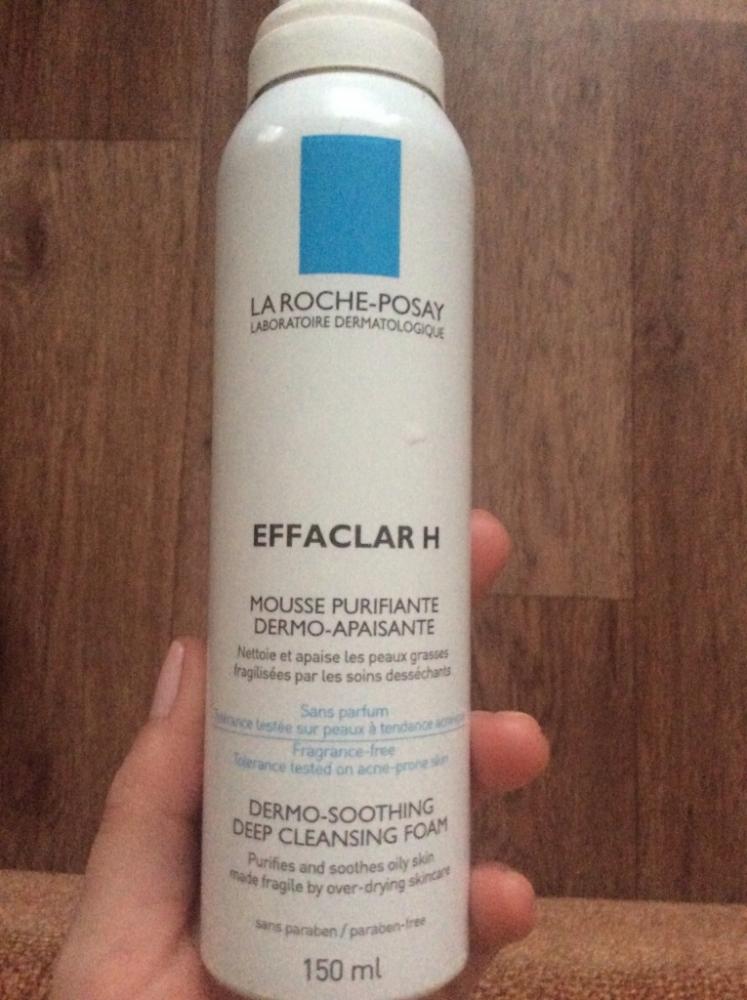 LA ROCHE-POSAY
LABORATOIRE DERMATOLOGIQUE
EFFACLAR H
MOUSSE PURIFIANTE
DERMO-APAISANTE
Nettoie et apaise les peaux grasses
fragilisées par les soins desséchants
Sans parfum
Tolérance testée sur peaux à tendance acnéique
Fragrance-free
Tolerance tested on acne-prone skin
DERMO-SOOTHING
DEEP CLEANSING FOAM
Purifies and soothes oily skin
made fragile by over-drying skincare
sans paraben / paraben-free
150 ml